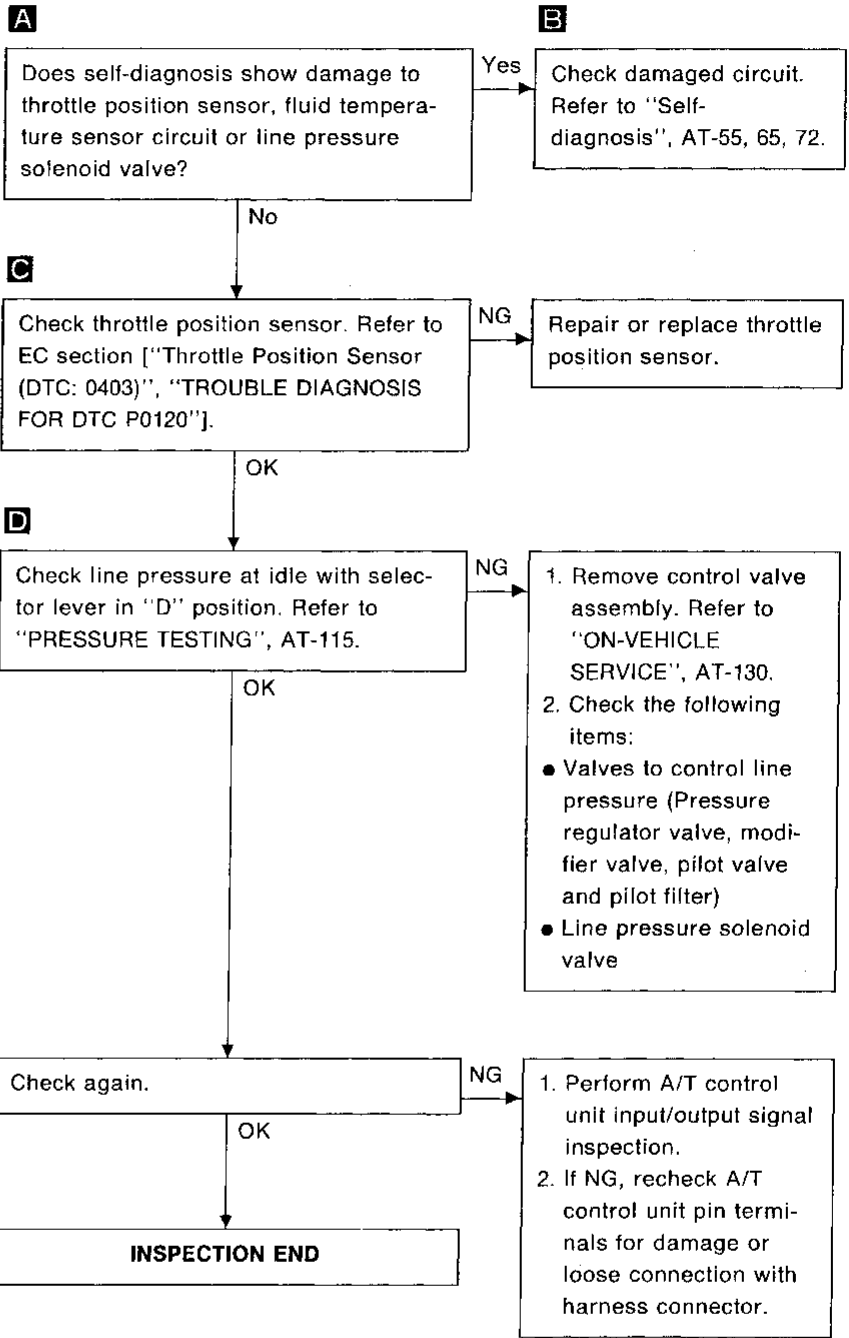 A
B
Does self-diagnosis show damage to
throttle position sensor, fluid tempera-
ture sensor circuit or line pressure
solenoid valve?
Yes
Check damaged circuit.
Refer to "Self-
diagnosis", AT-55, 65, 72.
No
C
Check throttle position sensor. Refer to
EC section ["Throttle Position Sensor
(DTC: 0403)", "TROUBLE DIAGNOSIS
FOR DTC P0120"].
NG
Repair or replace throttle
position sensor.
OK
D
Check line pressure at idle with selec-
tor lever in "D" position. Refer to
"PRESSURE TESTING", AT-115.
NG
1. Remove control valve
assembly. Refer to
"ON-VEHICLE
SERVICE", AT-130.
2. Check the following
items:
● Valves to control line
pressure (Pressure
regulator valve, modi-
fier valve, pilot valve
and pilot filter)
● Line pressure solenoid
valve
OK
Check again.
NG
1. Perform A/T control
unit input/output signal
inspection.
2. If NG, recheck A/T
control unit pin termi-
nals for damage or
loose connection with
harness connector.
OK
INSPECTION END